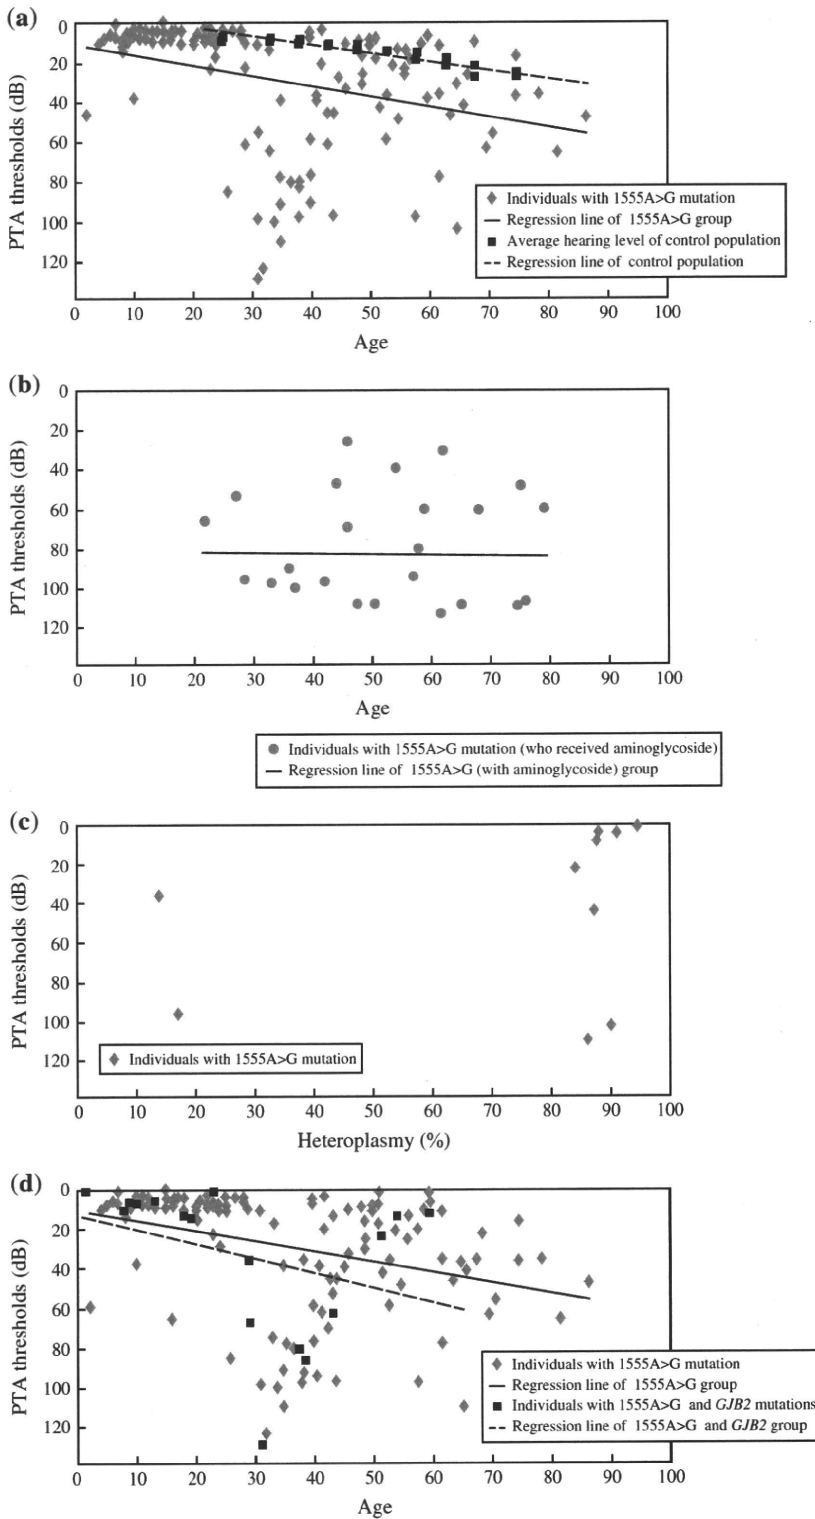 (a)
PTA thresholds (dB)
0
20
40
60
80
100
120
Individuals with 1555A>G mutation
Regression line of 1555A>G group
Average hearing level of control population
Regression line of control population
0 10 20 30 40 50 60 70 80 90 100
Age
(b)
PTA thresholds (dB)
0
20
40
60
80
100
120
0 10 20 30 40 50 60 70 80 90 100
Age
Individuals with 1555A>G mutation (who received aminoglycoside)
Regression line of 1555A>G (with aminoglycoside) group
(c)
PTA thresholds (dB)
0
20
40
60
80
100
120
Individuals with 1555A>G mutation
0 10 20 30 40 50 60 70 80 90 100
Heteroplasmy (%)
(d)
PTA thresholds (dB)
0
20
40
60
80
100
120
Individuals with 1555A>G mutation
Regression line of 1555A>G group
Individuals with 1555A>G and GJB2 mutations
Regression line of 1555A>G and GJB2 group
0 10 20 30 40 50 60 70 80 90 100
Age